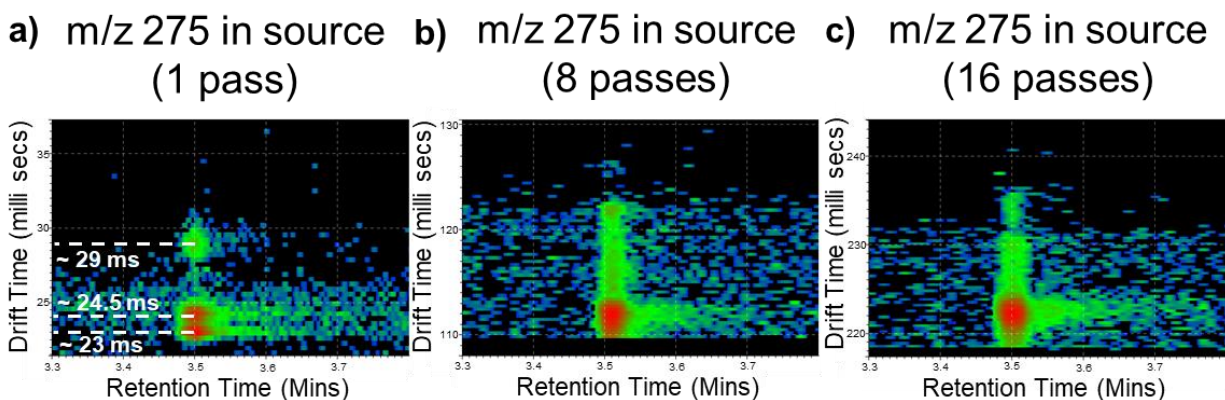 a) m/z 275 in source
(1 pass)
Drift Time (milli secs)
35
30
25
~ 29 ms
~ 24.5 ms
~ 23 ms
3.3 3.4 3.5 3.6 3.7
Retention Time (Mins)
b) m/z 275 in source
(8 passes)
Drift Time (milli secs)
130
120
110
3.3 3.4 3.5 3.6 3.7
Retention Time (Mins)
c) m/z 275 in source
(16 passes)
Drift Time (milli secs)
240
230
220
3.3 3.4 3.5 3.6 3.7
Retention Time (Mins)